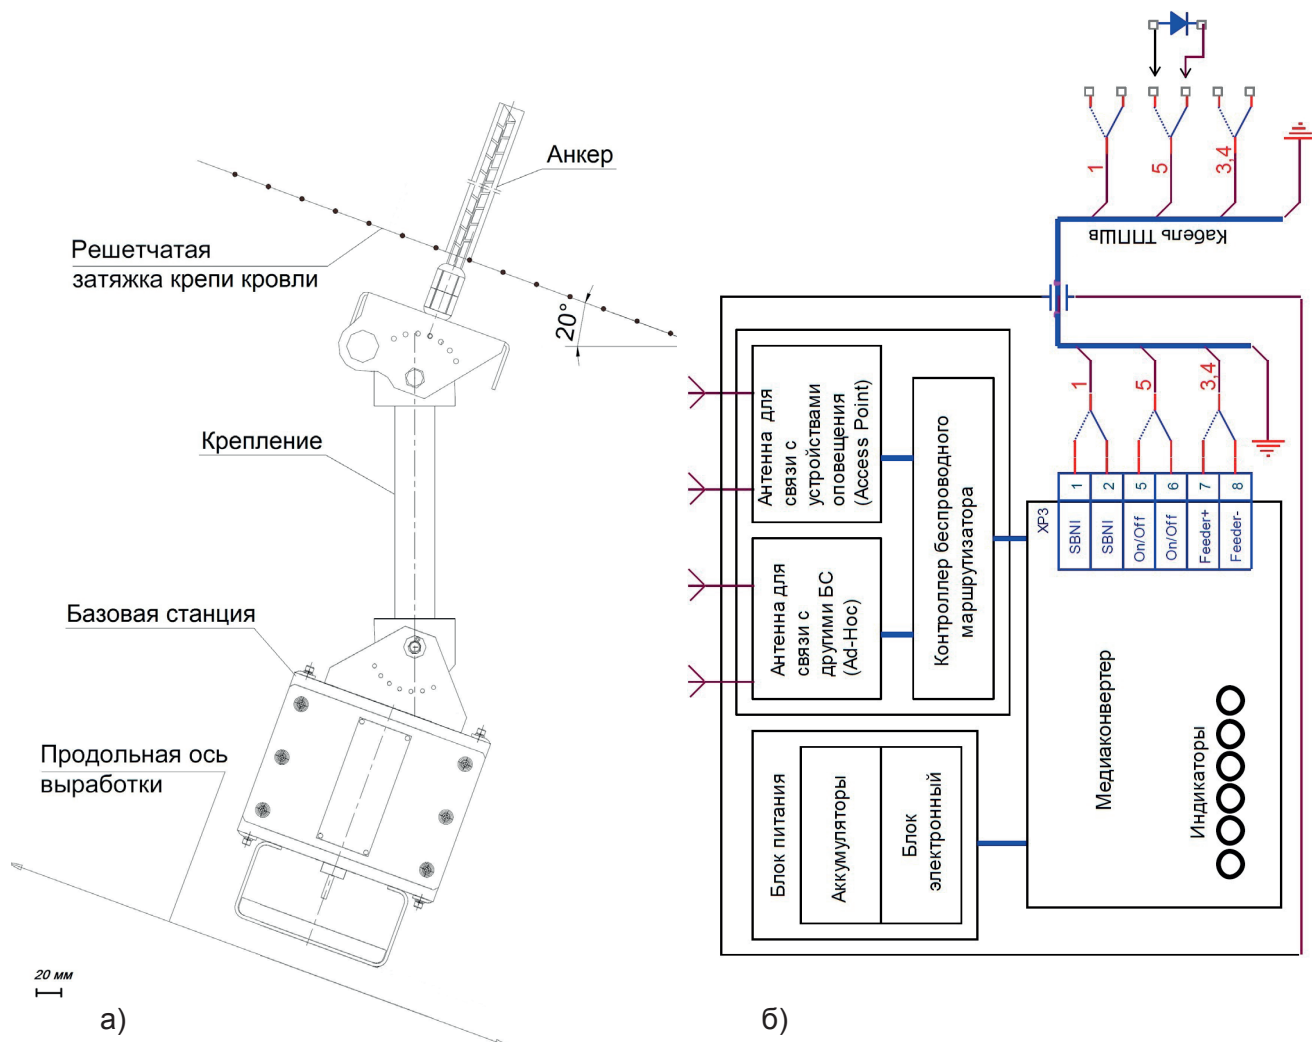 Анкер
Решетчатая
затяжка крепи кровли
20°
Крепление
Базовая станция
Продольная ось
выработки
20 мм
а)
1
5
3,4
Кабель ТППШв
1
5
3,4
Антенна для
связи с
устройствами
оповещения
(Access Point)
Антенна для
связи с
другими БС
(Ad-Hoc)
Контроллер беспроводного
маршрутизатора
XP3
1
2
5
6
7
8
SBNI
SBNI
On/Off
On/Off
Feeder+
Feeder-
Медиаконвертер
Индикаторы
Блок питания
Аккумуляторы
Блок
электронный
б)